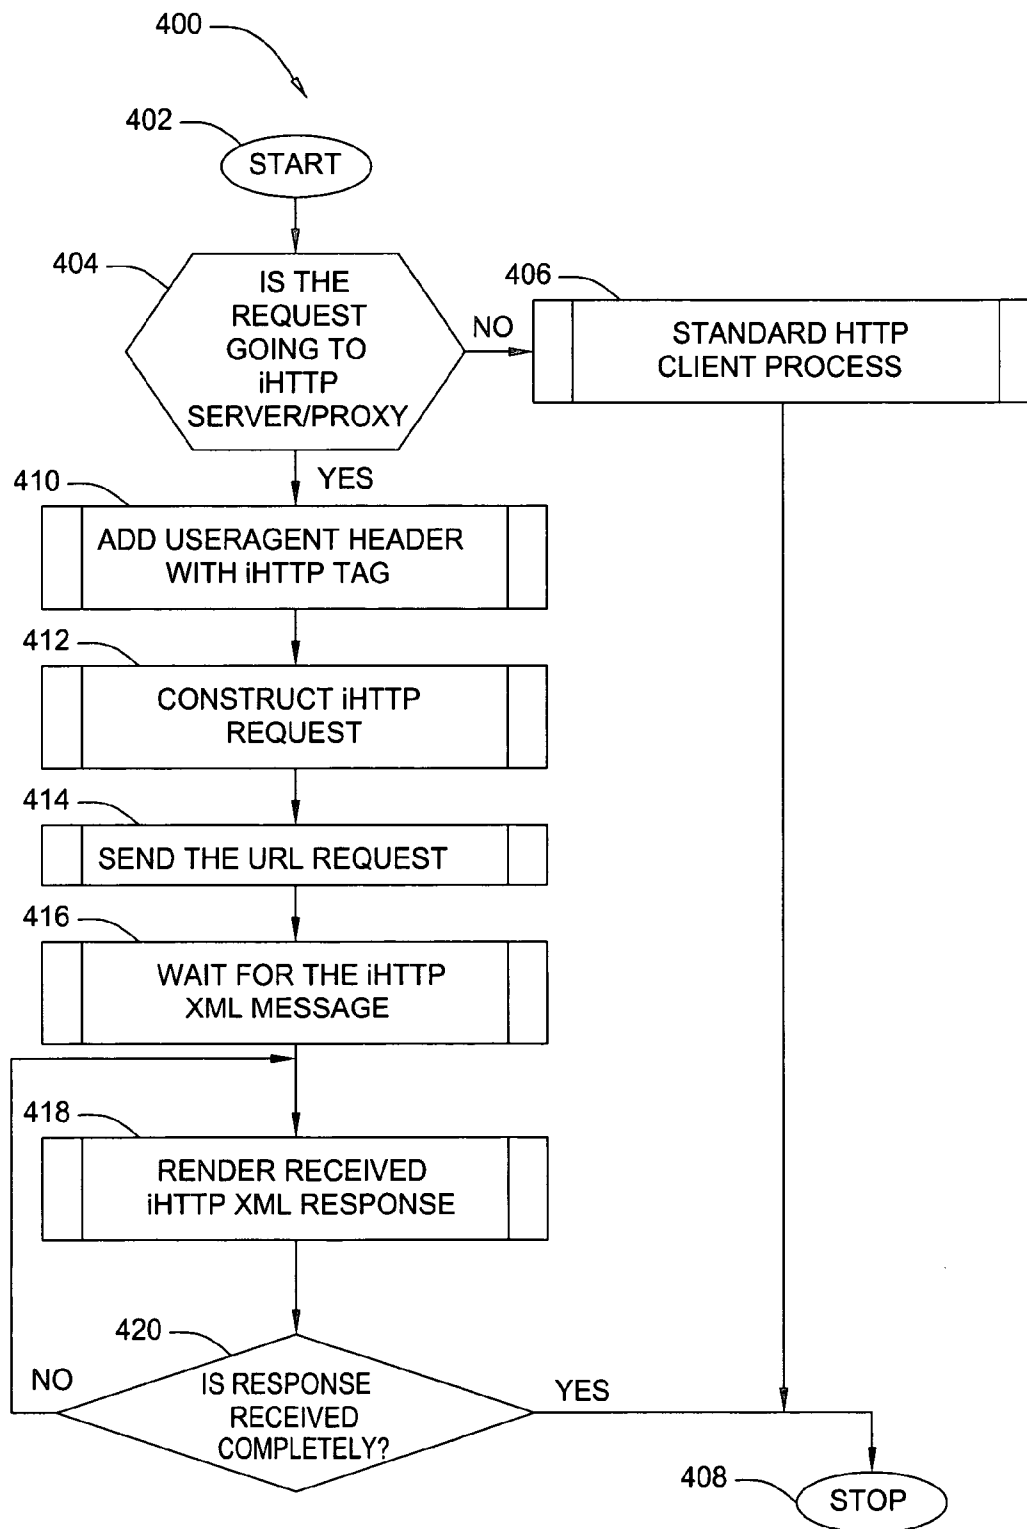 400
402
START
404
IS THE
REQUEST
GOING TO
iHTTP
SERVER/PROXY
NO
406
STANDARD HTTP
CLIENT PROCESS
YES
410
ADD USERAGENT HEADER
WITH iHTTP TAG
412
CONSTRUCT iHTTP
REQUEST
414
SEND THE URL REQUEST
416
WAIT FOR THE iHTTP
XML MESSAGE
418
RENDER RECEIVED
iHTTP XML RESPONSE
420
NO
IS RESPONSE
RECEIVED
COMPLETELY?
YES
408
STOP